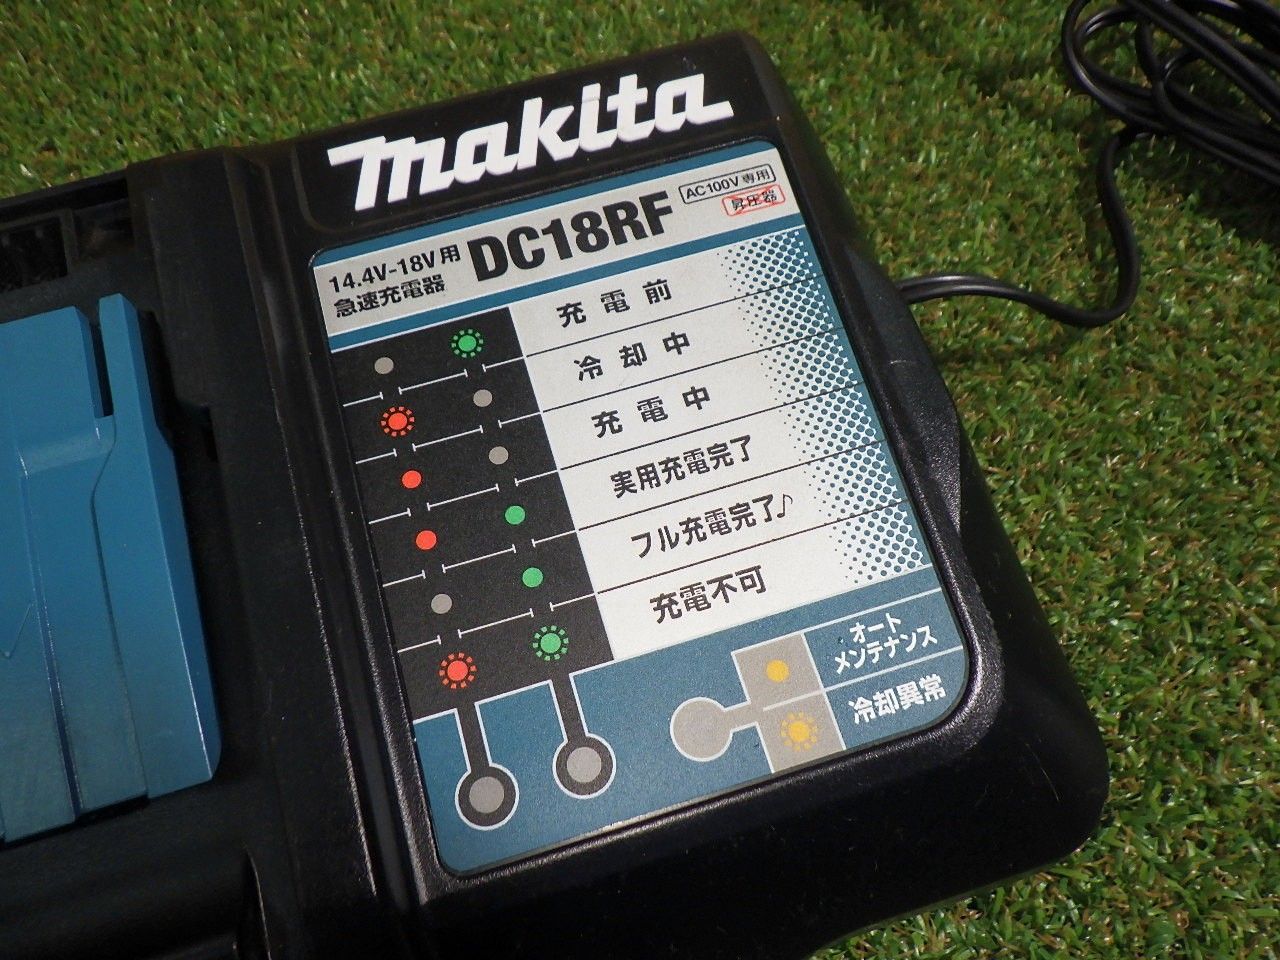 makita
14.4V-18V用
急速充電器
DC18RF
AC100V専用
昇圧器
充電前
冷却中
充電中
実用充電完了
フル充電完了♪
充電不可
オート
メンテナンス
冷却異常